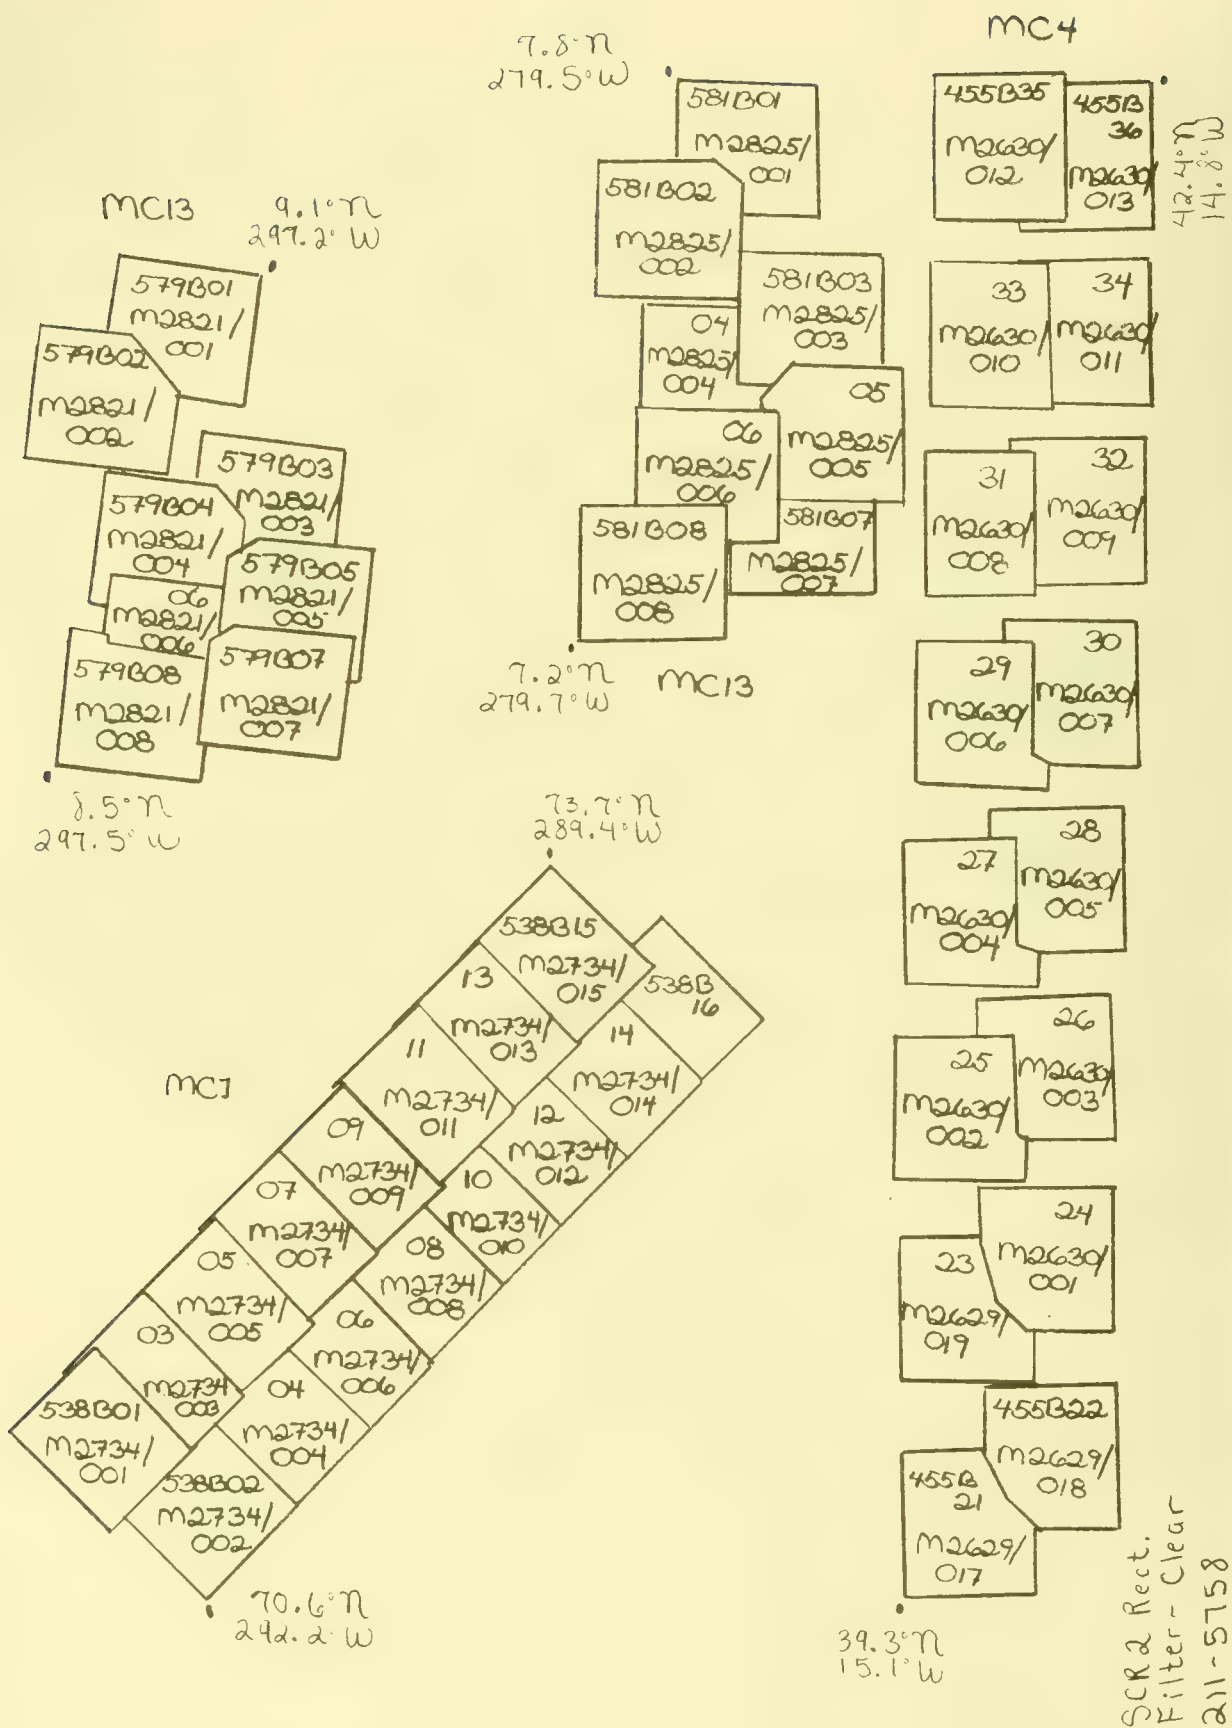 MC13
9.1°N
297.2°W
579B01
M2821/
001
579B02
M2821/
002
579B03
M2821/
003
579B04
M2821/
004
579B05
M2821/
005
06
M2821/
006
579B07
M2821/
007
579B08
M2821/
008
8.5°N
297.5°W
7.8°N
279.5°W
581B01
M2825/
001
581B02
M2825/
002
581B03
M2825/
003
04
M2825/
004
05
M2825/
005
06
M2825/
006
581B07
M2825/
007
581B08
M2825/
008
7.2°N
279.7°W
MC13
MC4
455B35
M2630/
012
455B
36
M2630/
013
42.4°N
14.8°W
33
M2630/
010
34
M2630/
011
31
M2630/
008
32
M2630/
009
29
M2630/
006
30
M2630/
007
27
M2630/
004
28
M2630/
005
25
M2630/
002
26
M2630/
003
23
M2629/
019
24
M2630/
001
455B
21
M2629/
017
455B22
M2629/
018
39.3°N
15.1°W
73.7°N
289.4°W
538B15
M2734/
015
538B
16
13
M2734/
013
14
M2734/
014
11
M2734/
011
12
M2734/
012
MC1
09
M2734/
009
10
M2734/
010
07
M2734/
007
08
M2734/
008
05
M2734/
005
06
M2734/
006
03
M2734
003
04
M2734/
004
538B01
M2734/
001
538B02
M2734/
002
70.6°N
292.2°W
SCR2 Rect.
Filter - Clear
211-5758